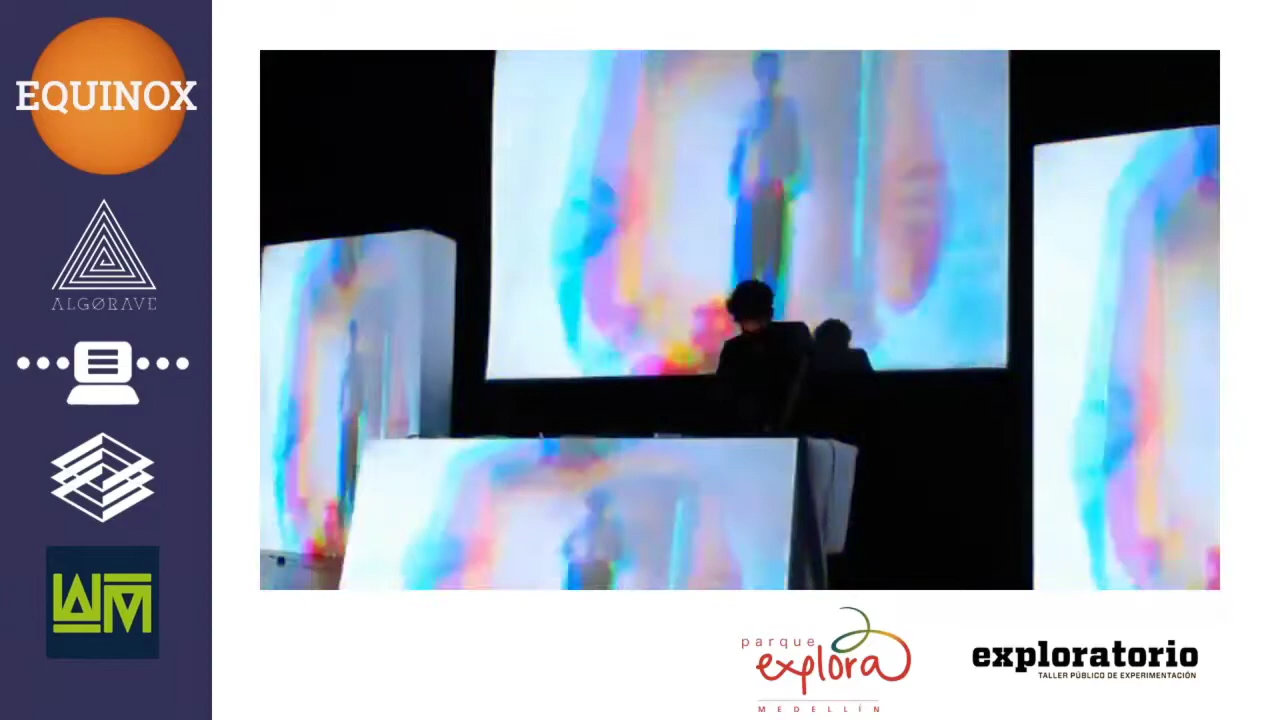 EQUINOX
ALGØRAVE
parque
explora
MEDELLÍN
exploratorio
TALLER PÚBLICO DE EXPERIMENTACIÓN